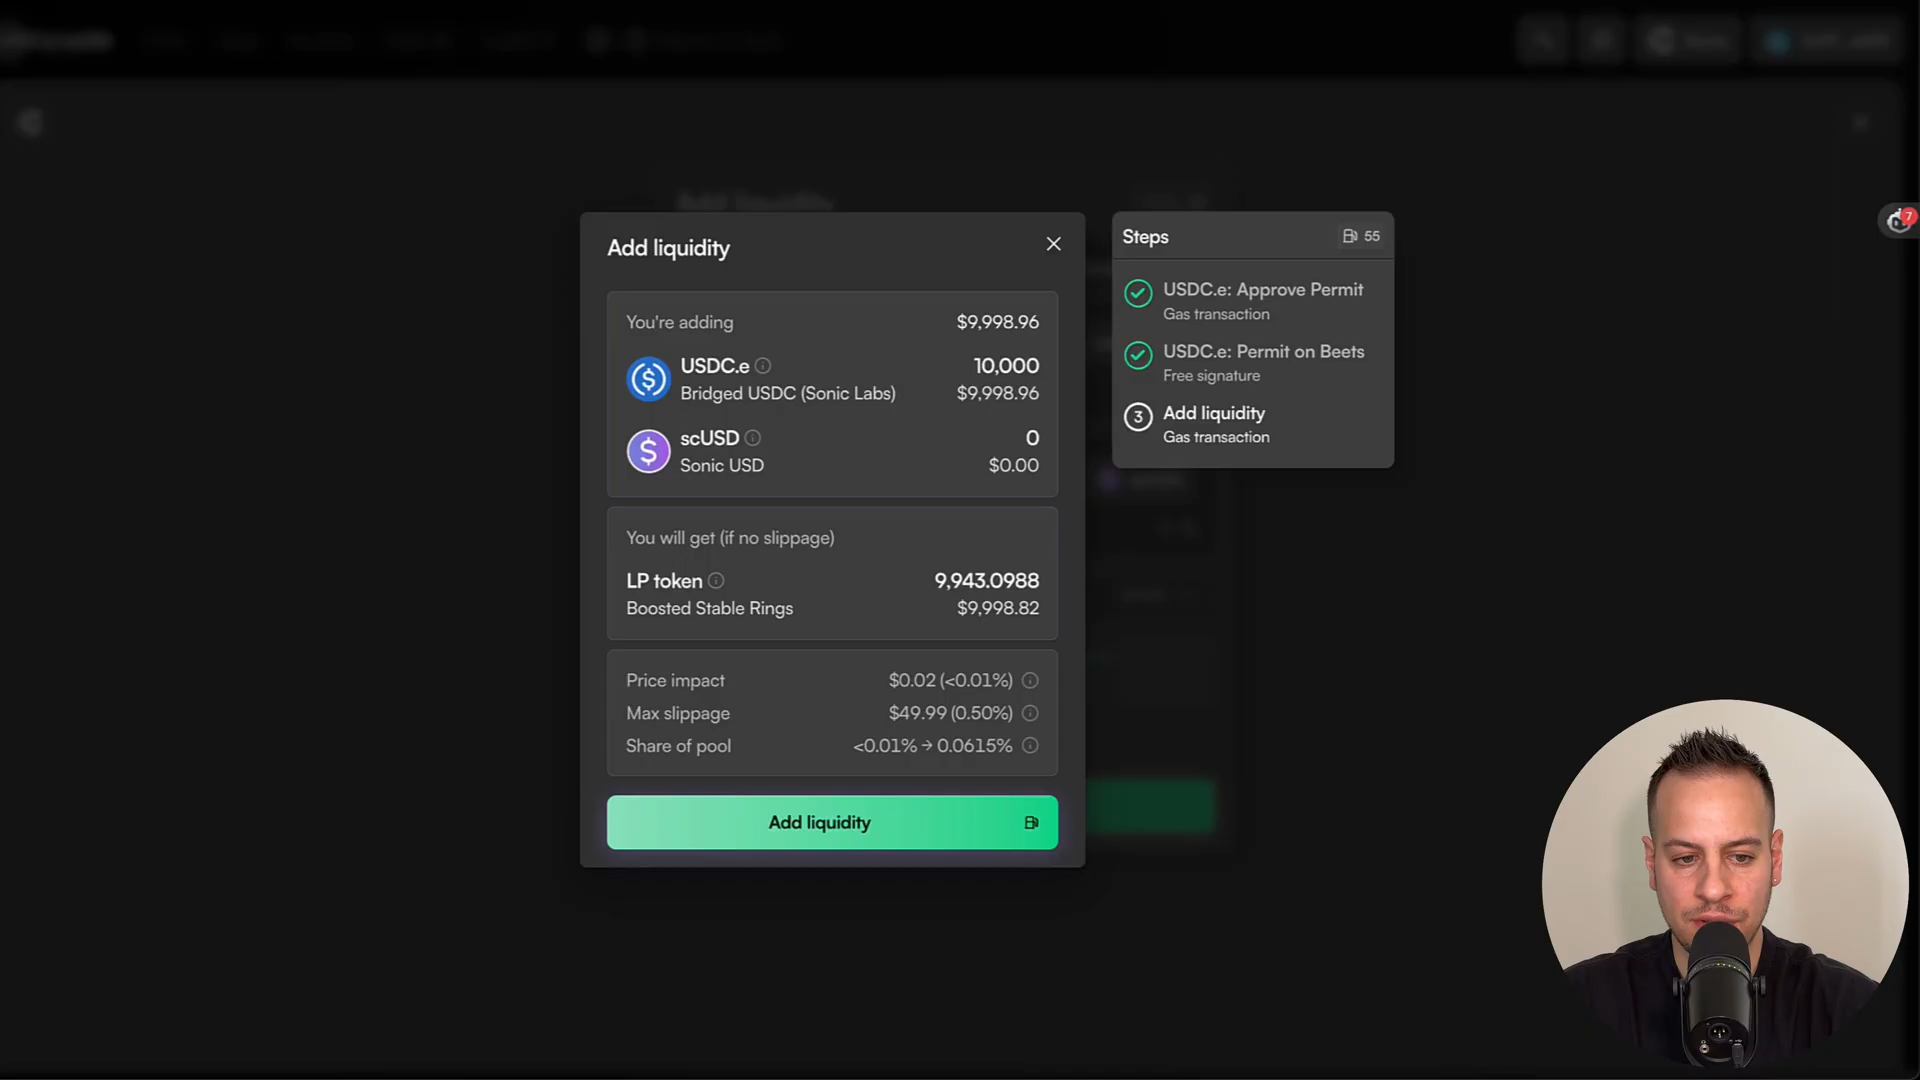 Add liquidity
You're adding $9,998.96
USDC.e 10,000
Bridged USDC (Sonic Labs) $9,998.96
scUSD 0
Sonic USD $0.00
You will get (if no slippage)
LP token 9,943.0988
Boosted Stable Rings $9,998.82
Price impact $0.02 (<0.01%)
Max slippage $49.99 (0.50%)
Share of pool <0.01% → 0.0615%
Add liquidity
Steps 55
USDC.e: Approve Permit
Gas transaction
USDC.e: Permit on Beets
Free signature
3 Add liquidity
Gas transaction
7
Add liquidity